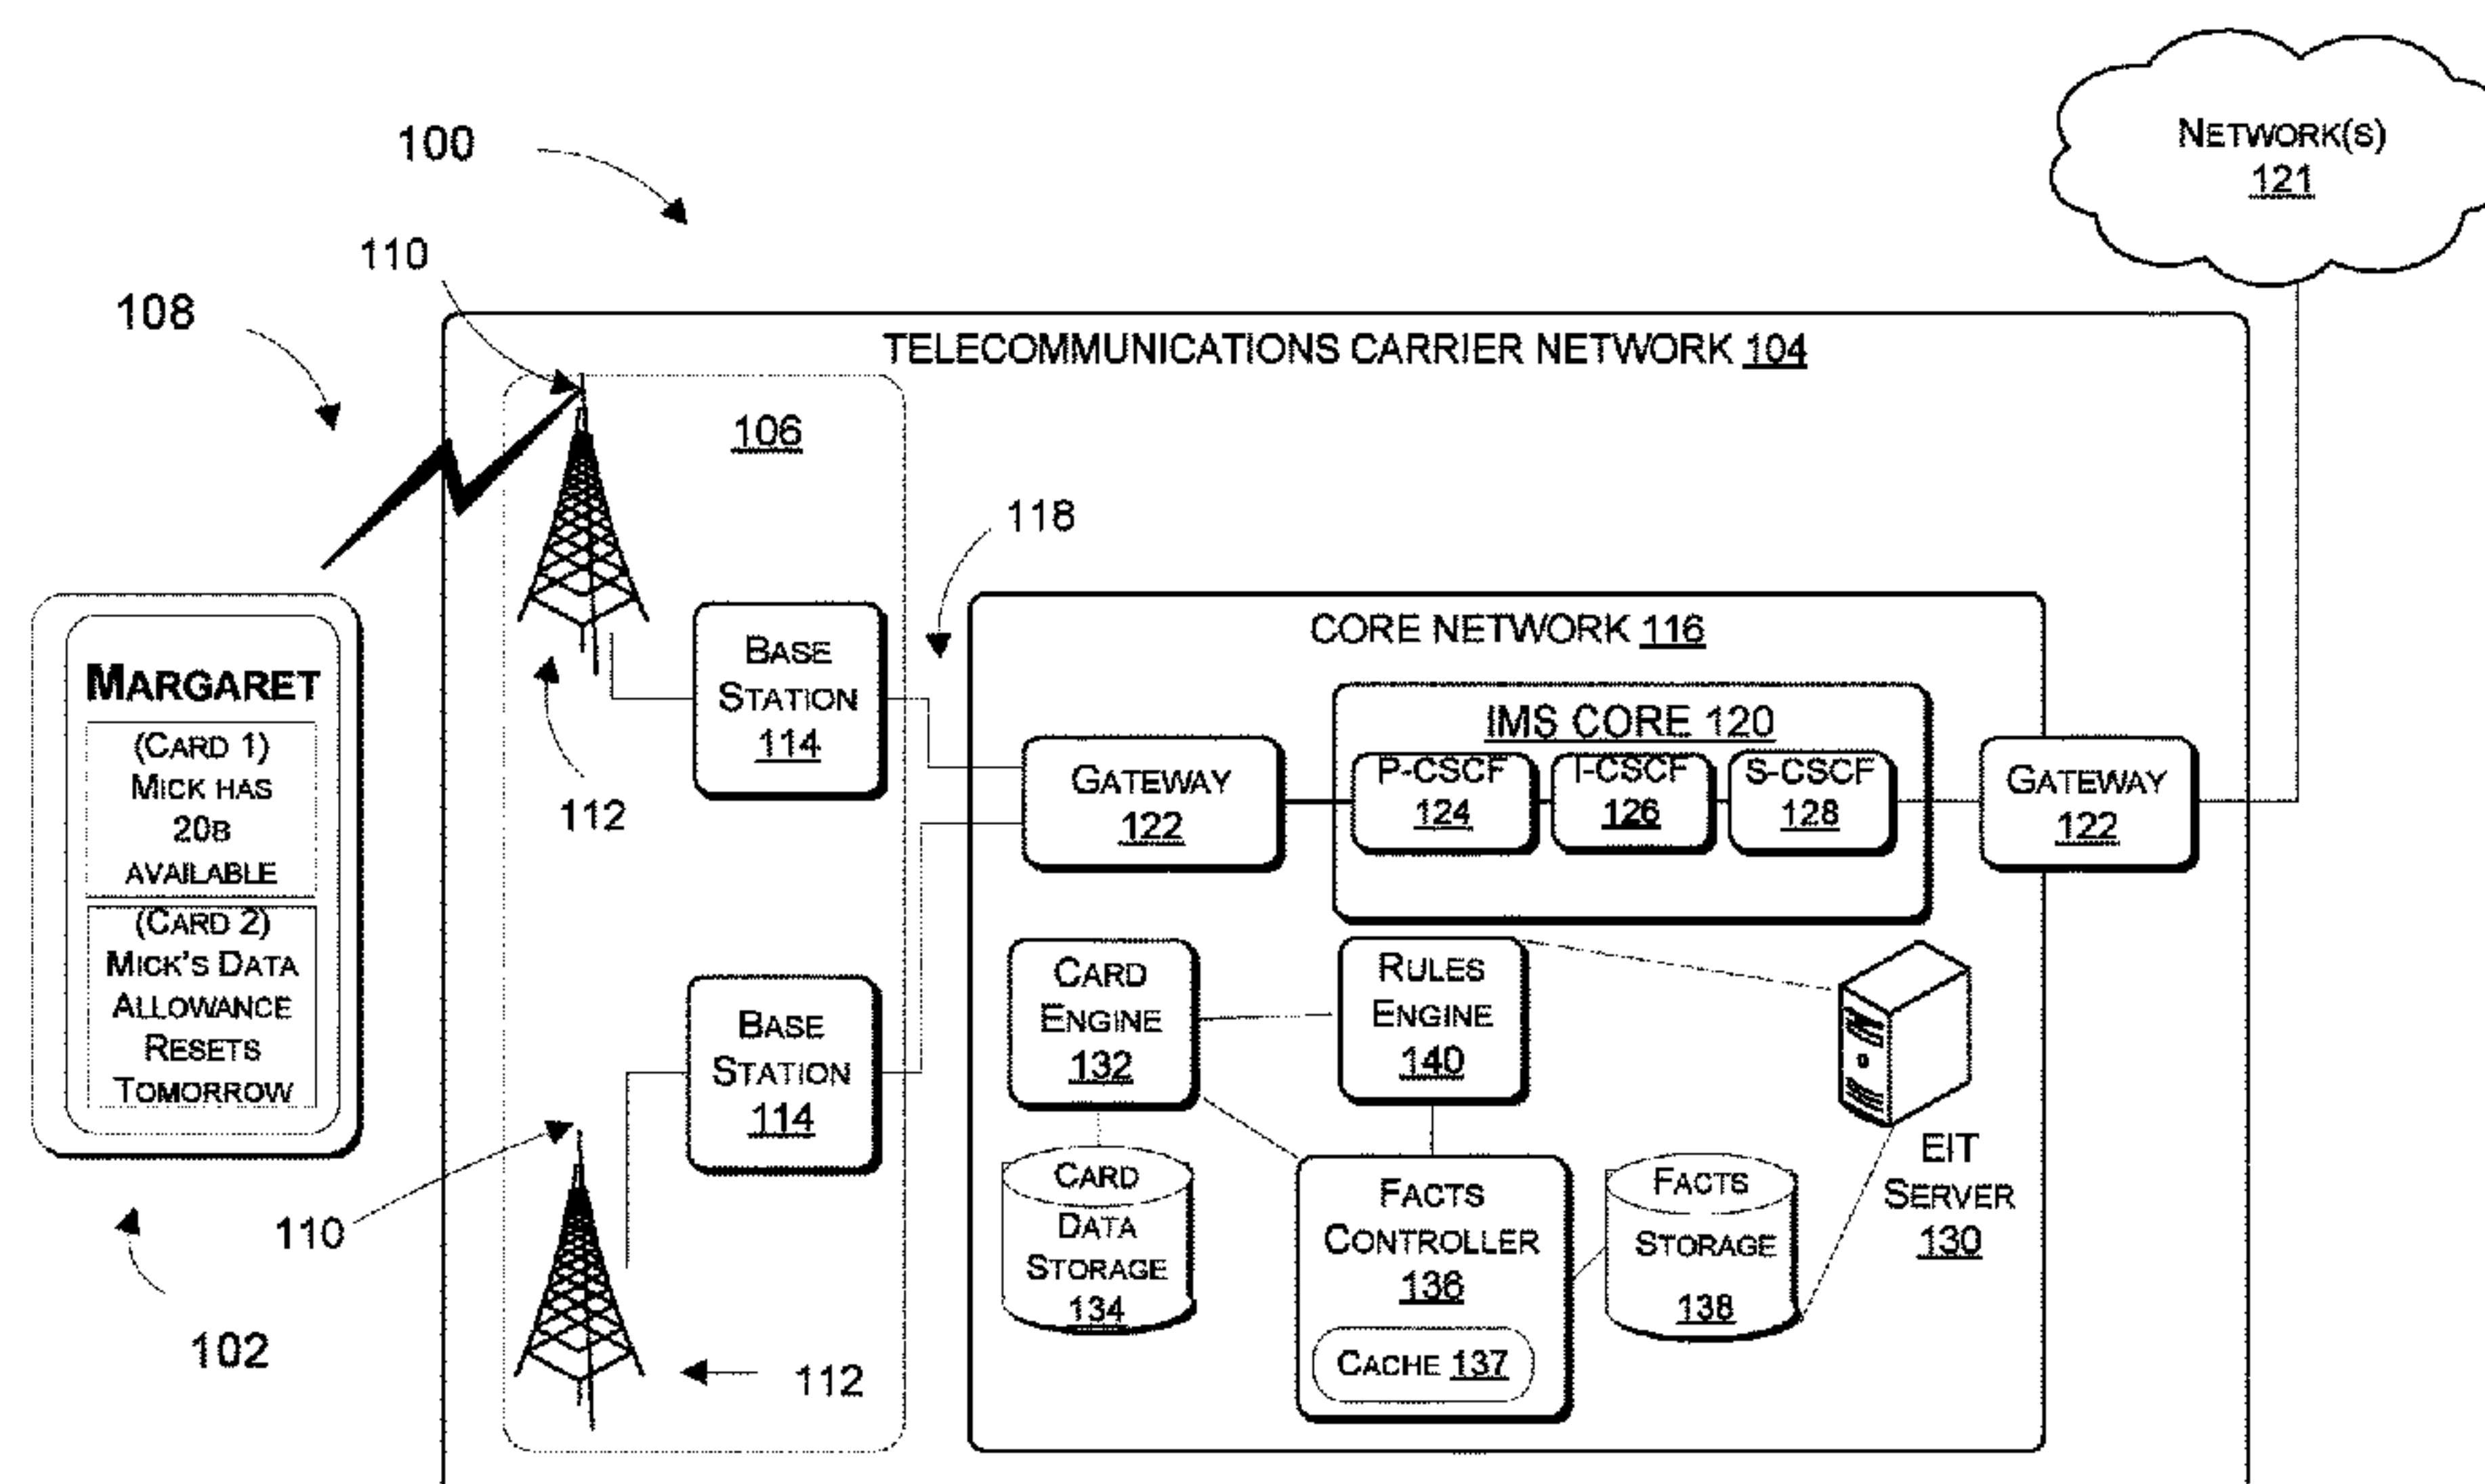 100
NETWORK(S)
121
110
108
TELECOMMUNICATIONS CARRIER NETWORK 104
106
118
CORE NETWORK 116
BASE
STATION
114
MARGARET
(CARD 1)
MICK HAS
20B
AVAILABLE
(CARD 2)
MICK'S DATA
ALLOWANCE
RESETS
TOMORROW
112
IMS CORE 120
GATEWAY
122
P-CSCF
124
I-CSCF
126
S-CSCF
128
GATEWAY
122
CARD
ENGINE
132
RULES
ENGINE
140
BASE
STATION
114
EIT
SERVER
130
CARD
DATA
STORAGE
134
FACTS
CONTROLLER
136
CACHE 137
FACTS
STORAGE
138
110
102
112